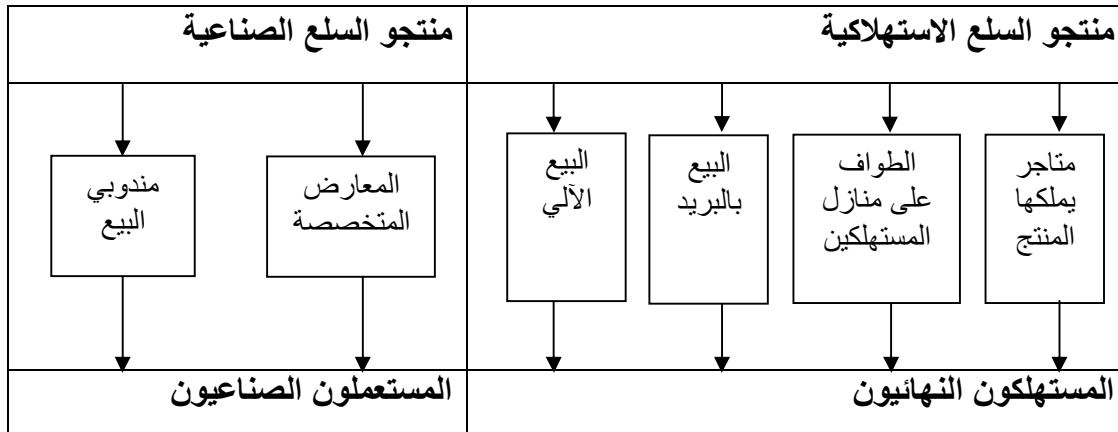 منتجو السلع الاستهلاكية
منتجو السلع الصناعية
متاجر
يملكها
المنتج
الطواف
على منازل
المستهلكين
البيع
بالبريد
البيع
الآلي
المعارض
المتخصصة
مندوبي
البيع
المستهلكون النهائيون
المستعملون الصناعيون